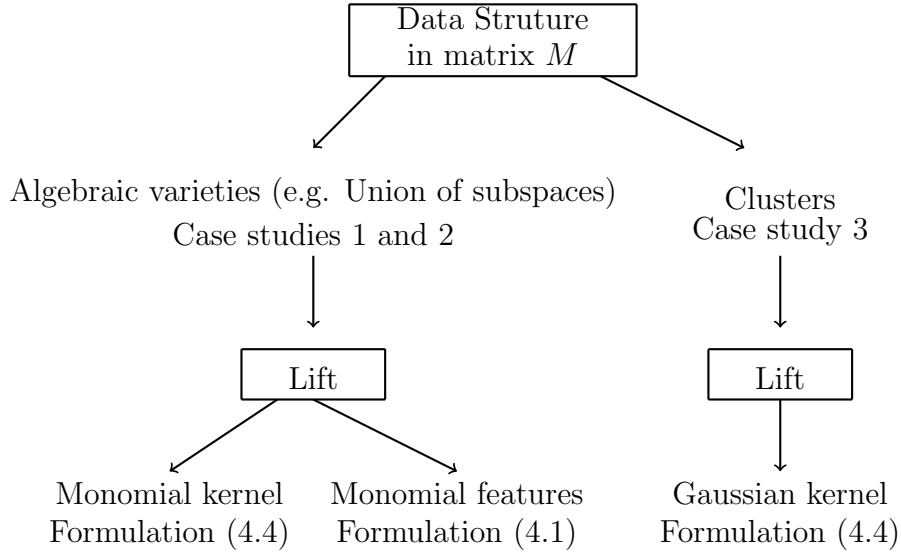 Data Struture
in matrix M
Algebraic varieties (e.g. Union of subspaces)
Case studies 1 and 2
Clusters
Case study 3
Lift
Lift
Monomial kernel
Formulation (4.4)
Monomial features
Formulation (4.1)
Gaussian kernel
Formulation (4.4)